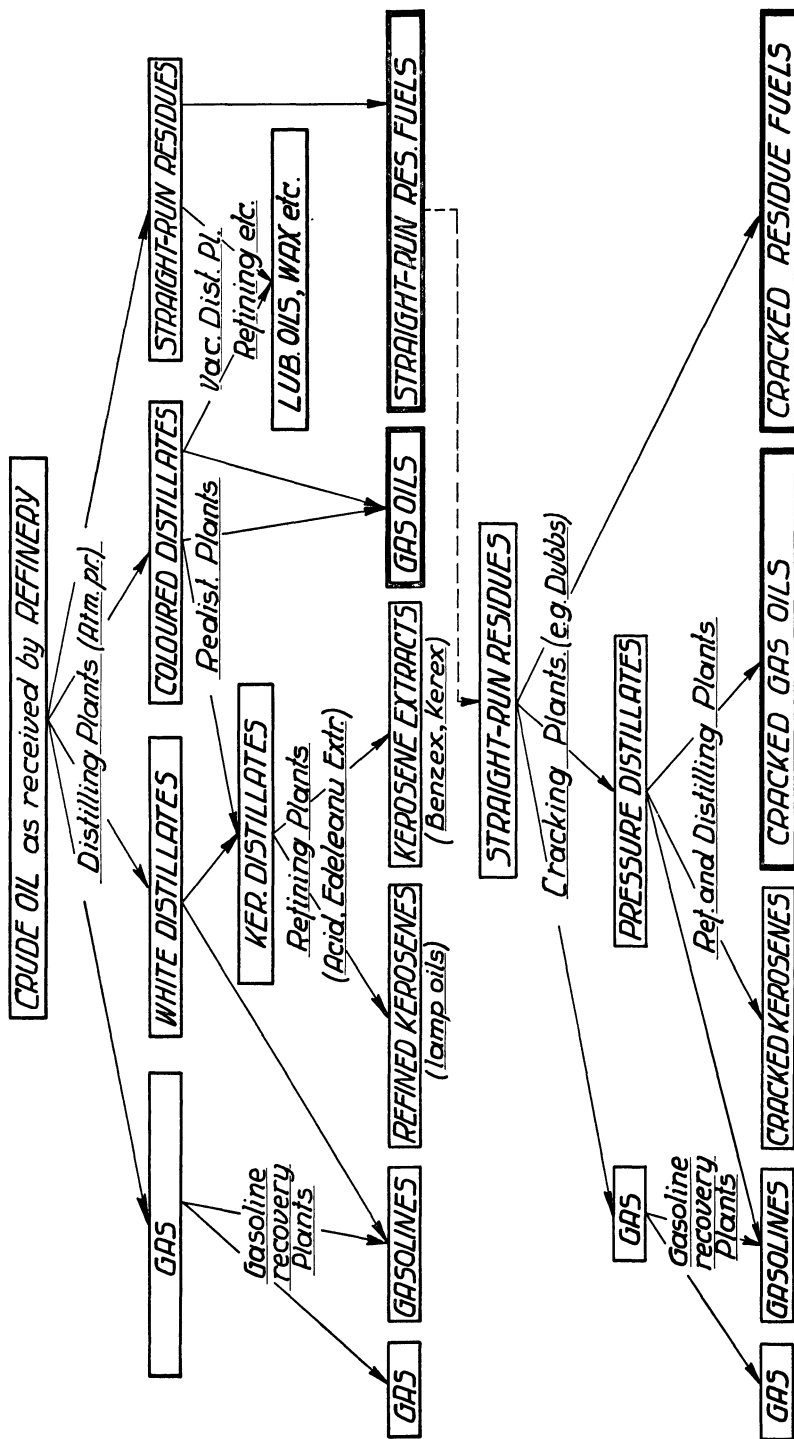 CRUDE OIL as received by REFINERY
Distilling Plants (Atm. pr.)
GAS
WHITE DISTILLATES
COLOURED DISTILLATES
STRAIGHT-RUN RESIDUES
Gasoline
recovery
Plants
Redist. Plants
Vac. Dist. Pl.
Refining etc.
KER. DISTILLATES
LUB. OILS, WAX etc.
Refining Plants
(Acid, Edeleanu Extr.)
GAS
GASOLINES
REFINED KEROSENES
(lamp oils)
KEROSENE EXTRACTS
(Benzex, Kerex)
GAS OILS
STRAIGHT-RUN RES. FUELS
STRAIGHT-RUN RESIDUES
Cracking Plants (e.g. Dubbs)
GAS
PRESSURE DISTILLATES
Gasoline
recovery
Plants
Ref. and Distilling Plants
GAS
GASOLINES
CRACKED KEROSENES
CRACKED GAS OILS
CRACKED RESIDUE FUELS